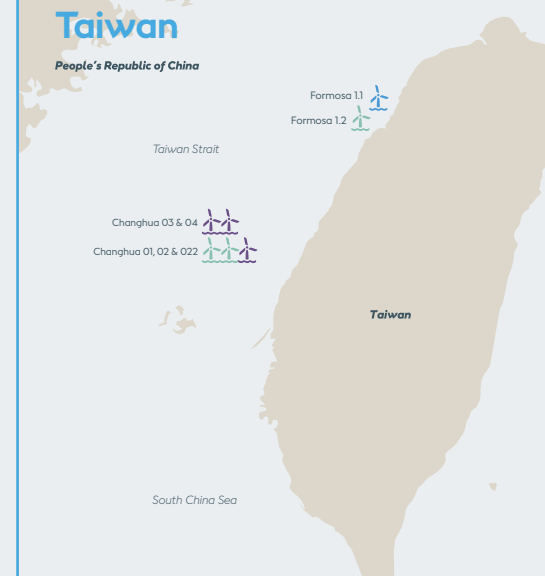 Taiwan
People's Republic of China
Formosa 1.1
Formosa 1.2
Taiwan Strait
Changhua 03 & 04
Changhua 01, 02 & 022
Taiwan
South China Sea